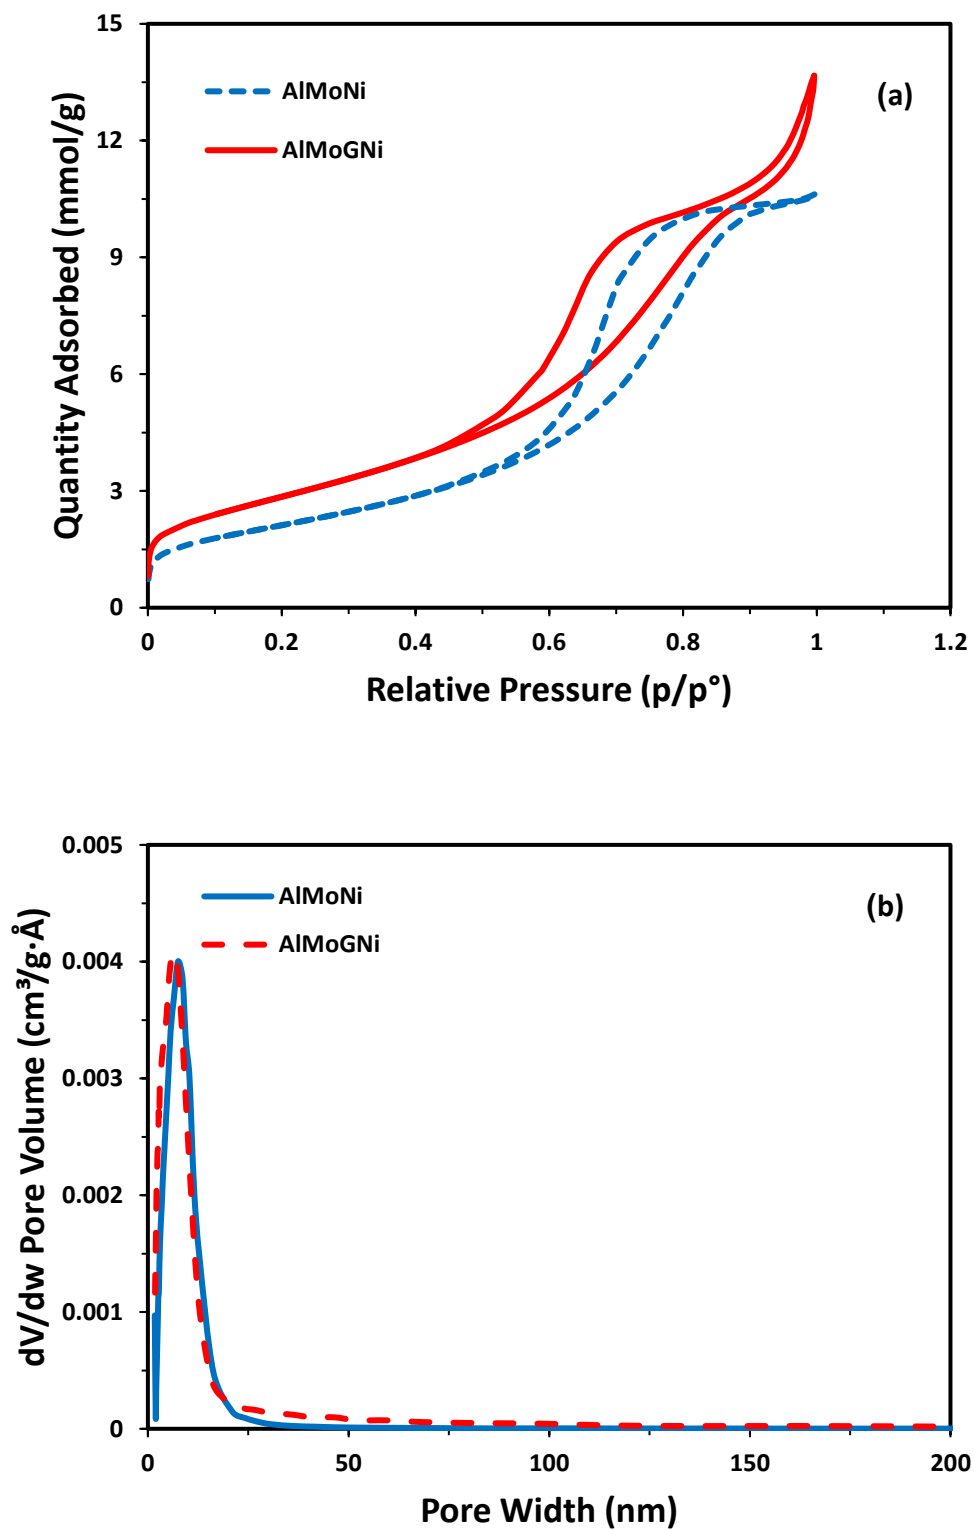 15
12
9
6
3
0
Quantity Adsorbed (mmol/g)
AlMoNi
AlMoGNi
(a)
0 0.2 0.4 0.6 0.8 1 1.2
Relative Pressure (p/p°)
0.005
0.004
0.003
0.002
0.001
0
dV/dw Pore Volume (cm³/g·Å)
AlMoNi
AlMoGNi
(b)
0 50 100 150 200
Pore Width (nm)